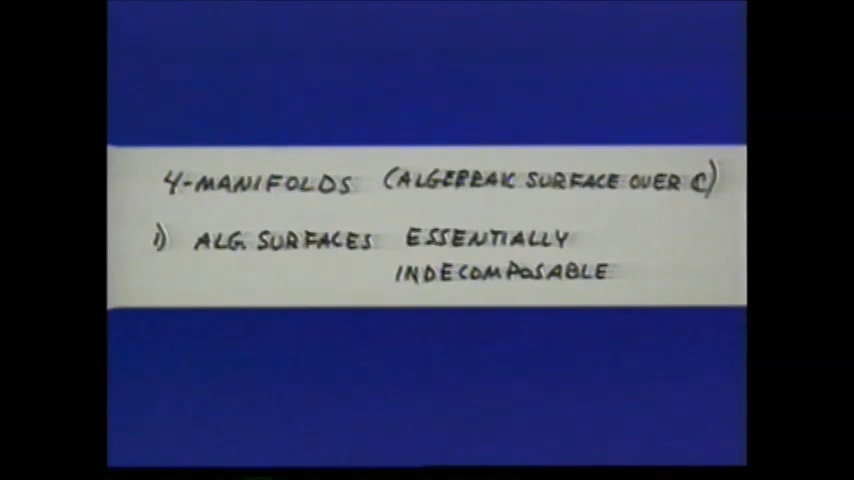 4-MANIFOLDS (ALGEBRAIC SURFACE OVER C)
1) ALG. SURFACES ESSENTIALLY
INDECOMPOSABLE